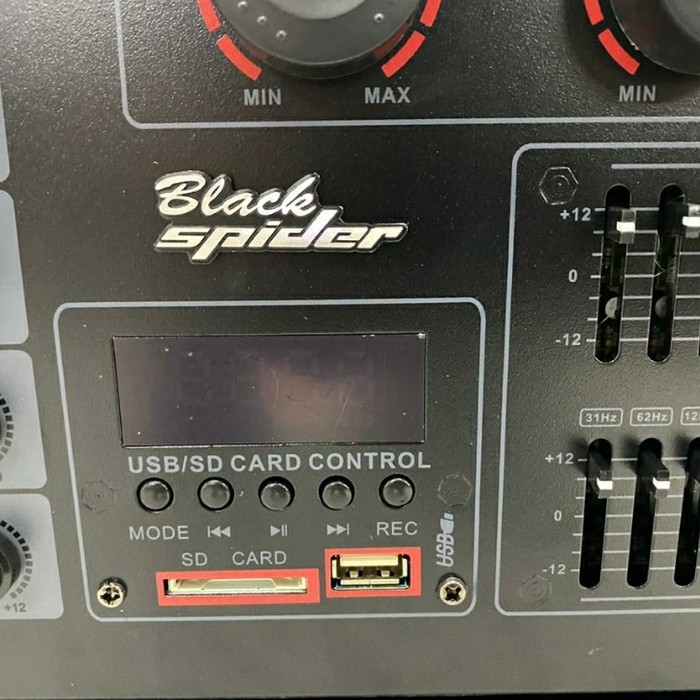 MIN MAX MIN
Black
spider
+12
0
-12
31Hz 62Hz
+12
0
-12
USB/SD CARD CONTROL
MODE REC
SD CARD
USB
+12